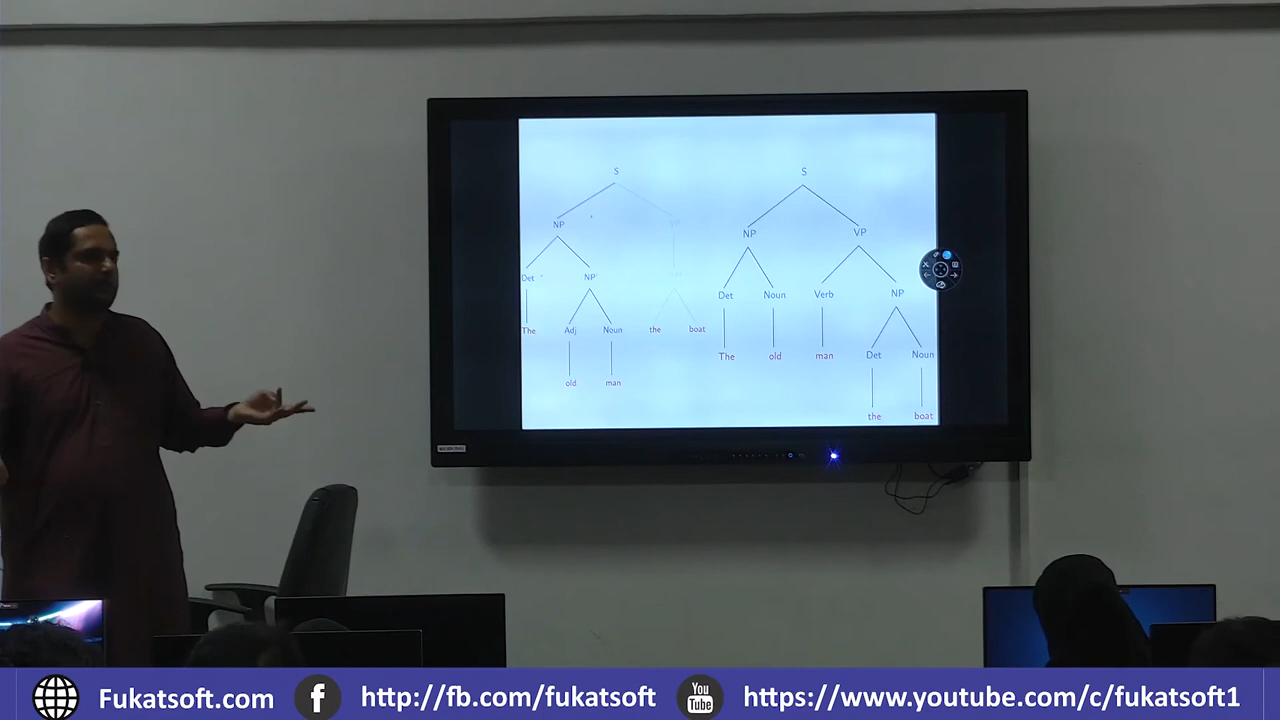 S S
NP NP VP
Det NP' Det Noun Verb NP
The Adj Noun the boat The old man Det Noun
old man the boat
Fukatsoft.com http://fb.com/fukatsoft You Tube https://www.youtube.com/c/fukatsoft1